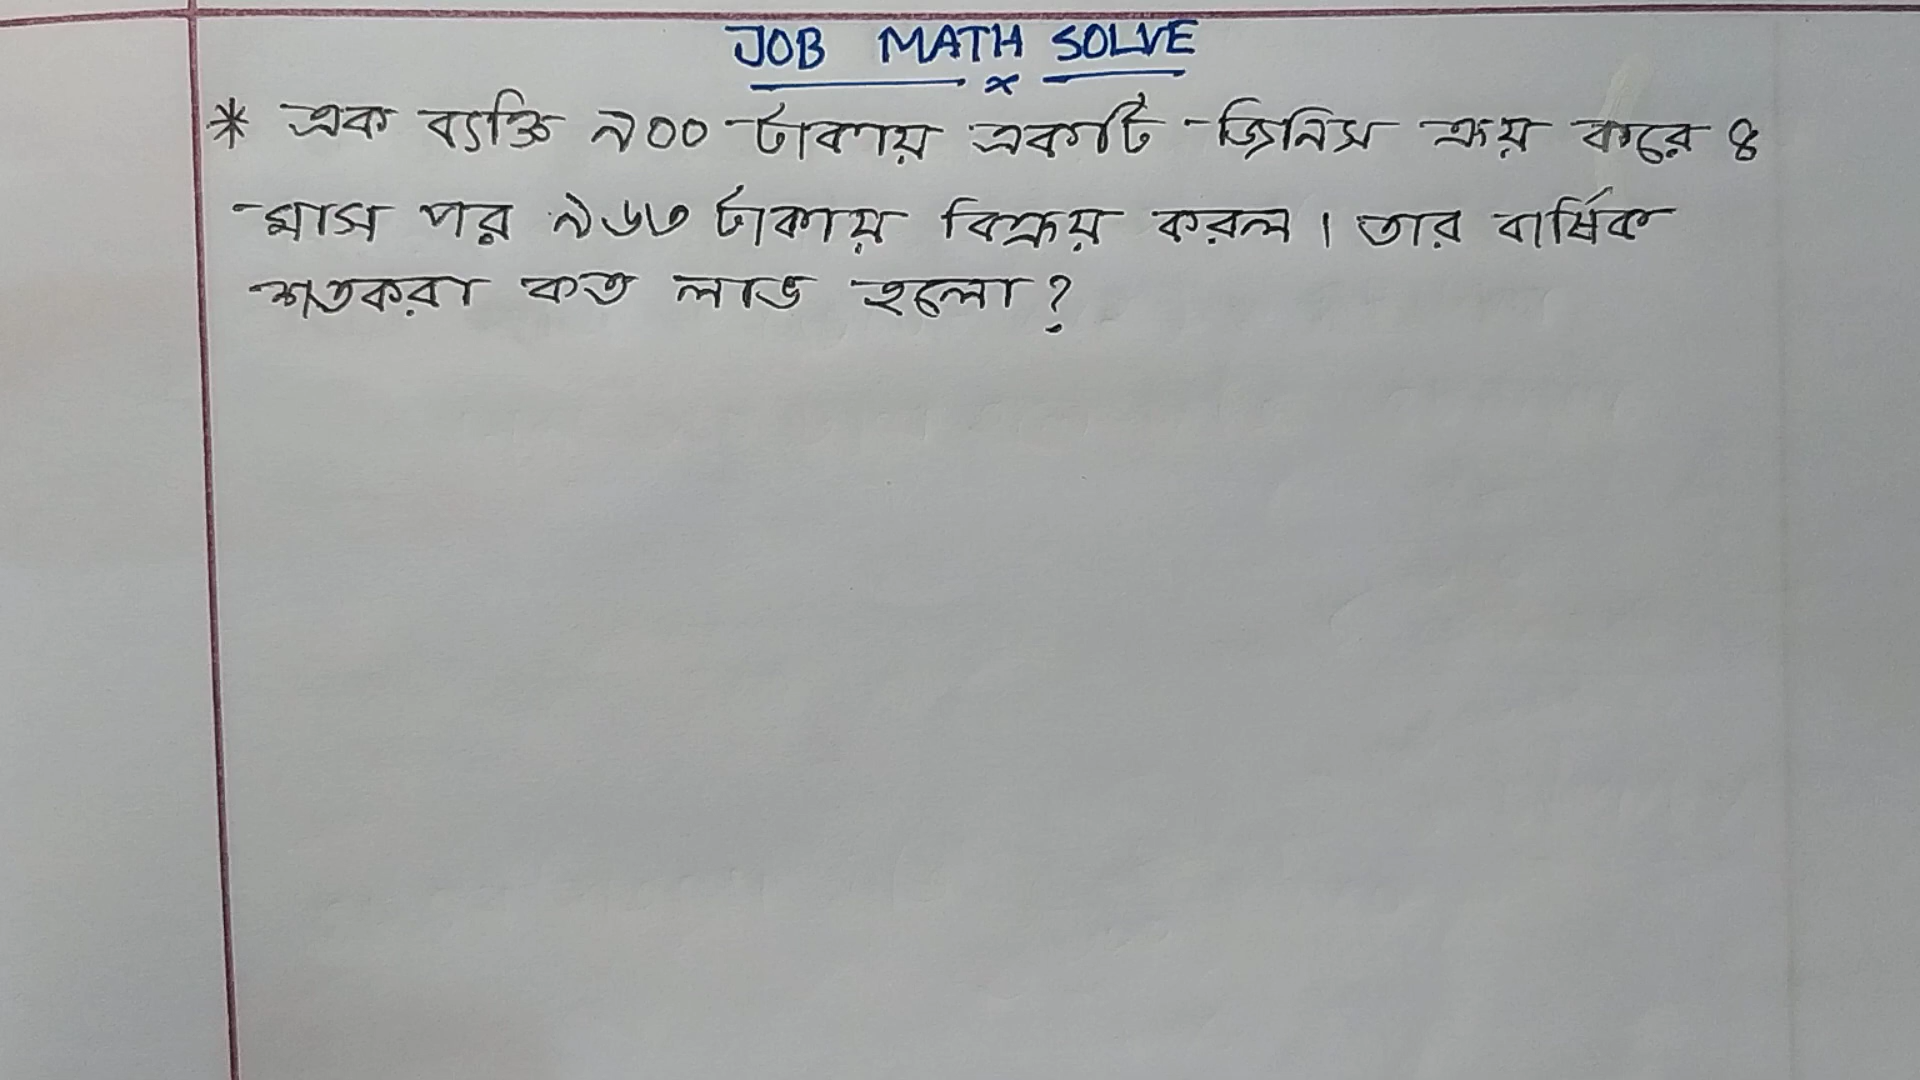 JOB MATH SOLVE
x
* এক ব্যক্তি ৯০০ টাকায় একটি জিনিস ক্রয় করে ৪
মাস পর ৯৬৩ টাকায় বিক্রয় করল। তার বার্ষিক
শতকরা কত লাভ হলো?